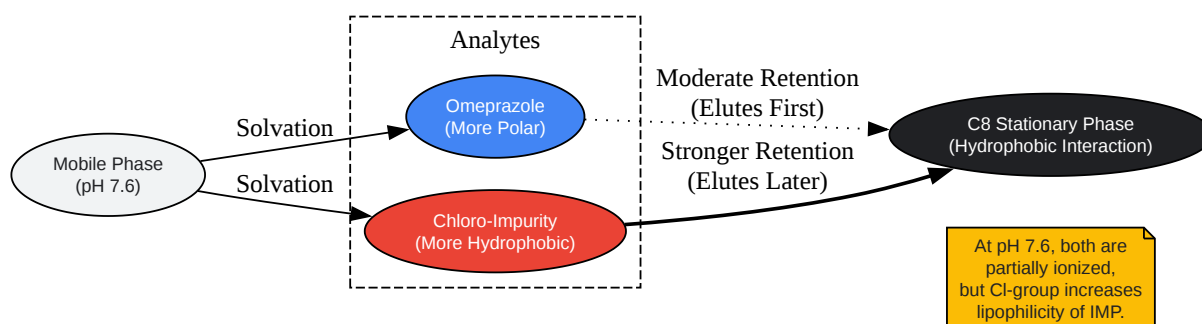 Analytes
Mobile Phase
(pH 7.6)
Solvation
Solvation
Omeprazole
(More Polar)
Chloro-Impurity
(More Hydrophobic)
Moderate Retention
(Elutes First)
Stronger Retention
(Elutes Later)
C8 Stationary Phase
(Hydrophobic Interaction)
At pH 7.6, both are
partially ionized,
but Cl-group increases
lipophilicity of IMP.